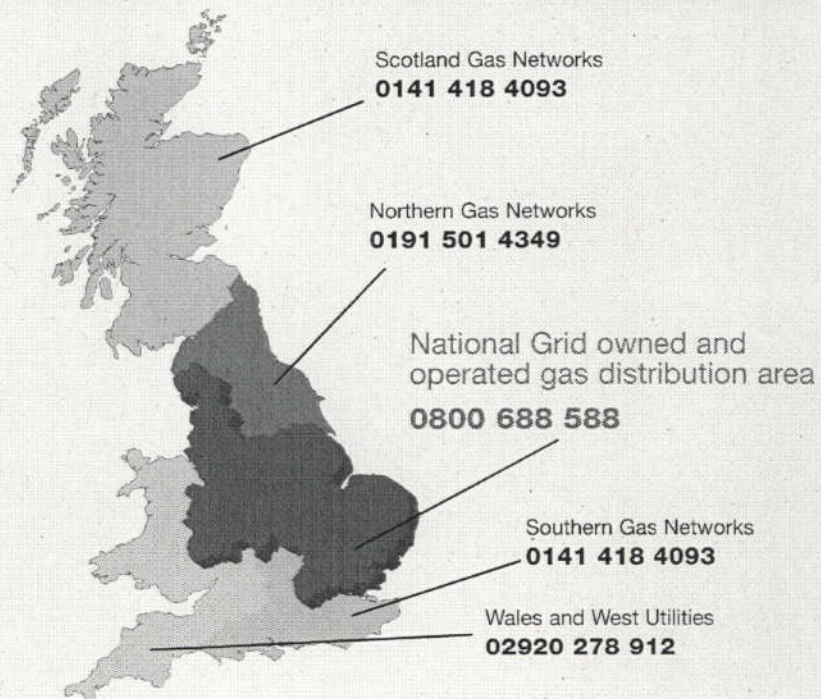 Scotland Gas Networks
0141 418 4093
Northern Gas Networks
0191 501 4349
National Grid owned and
operated gas distribution area
0800 688 588
Southern Gas Networks
0141 418 4093
Wales and West Utilities
02920 278 912